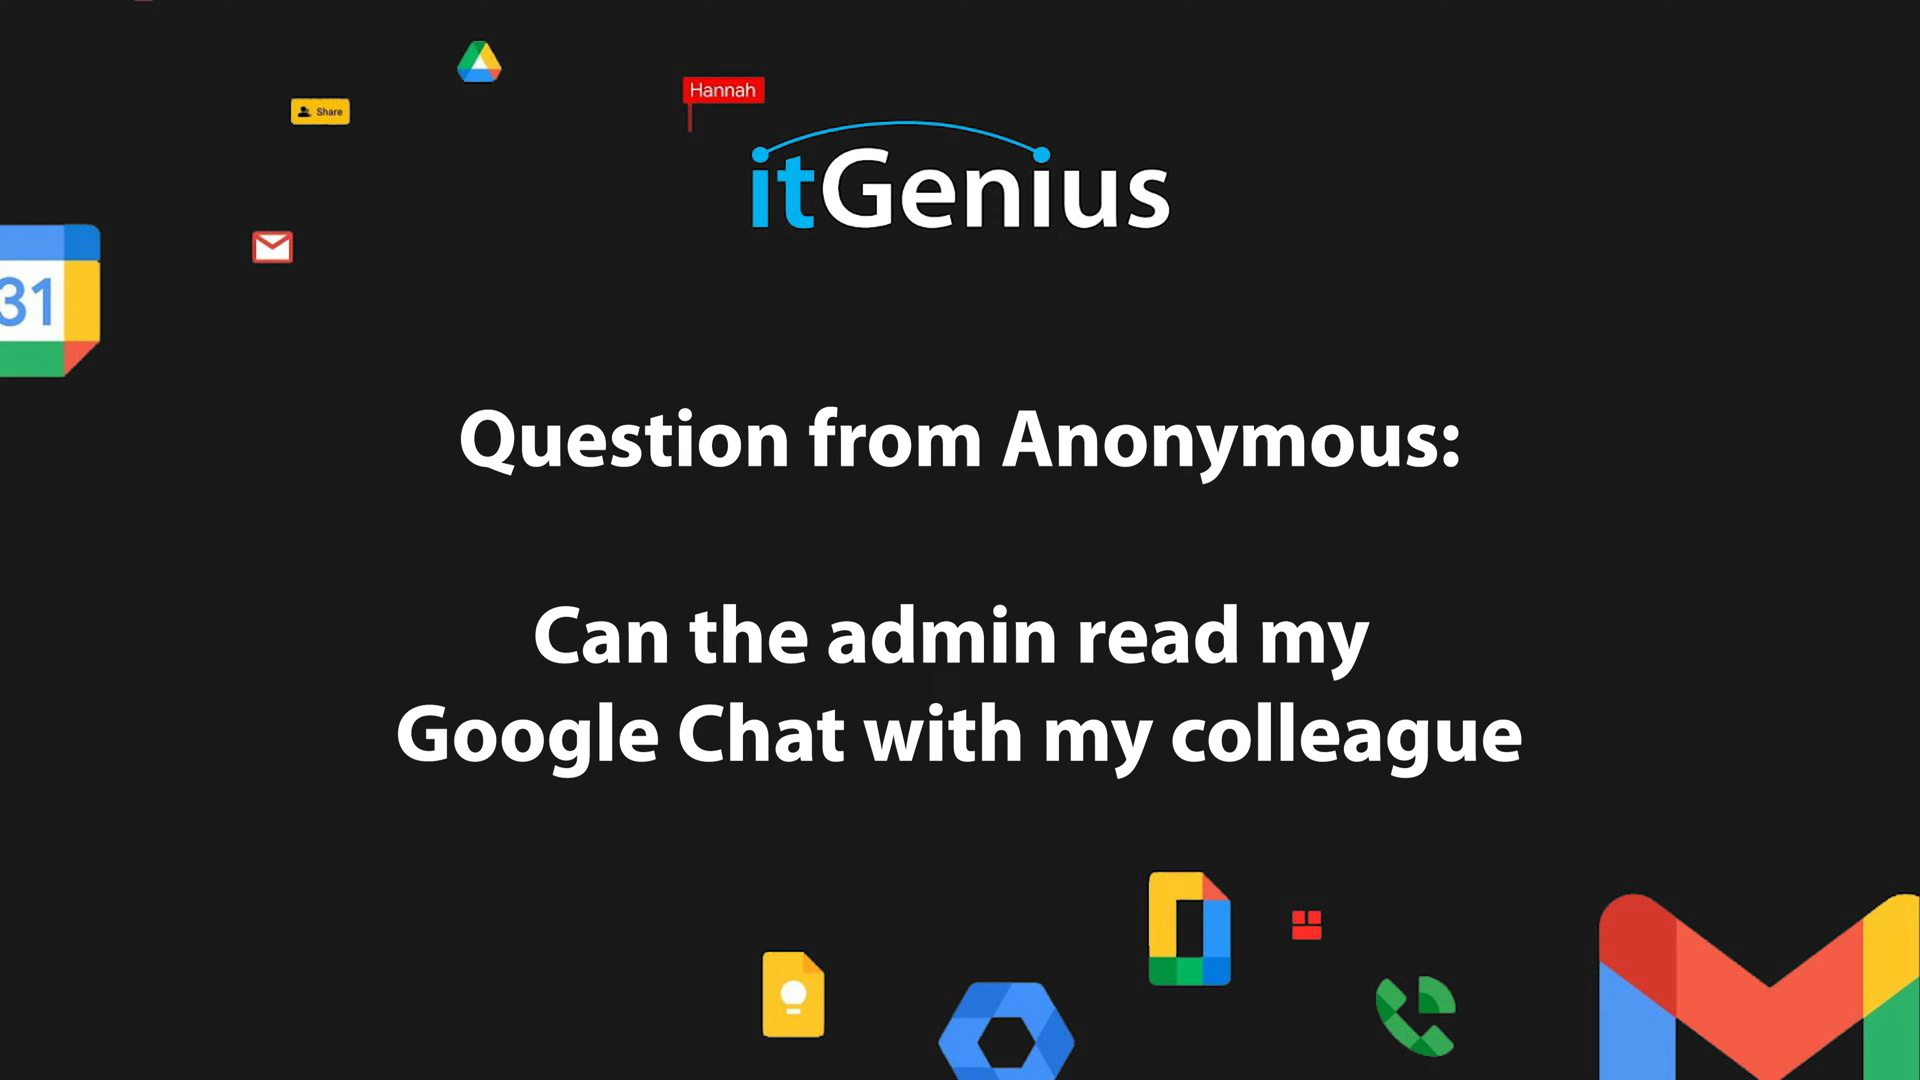 Hannah
Share
itGenius
31
Question from Anonymous:
Can the admin read my
Google Chat with my colleague